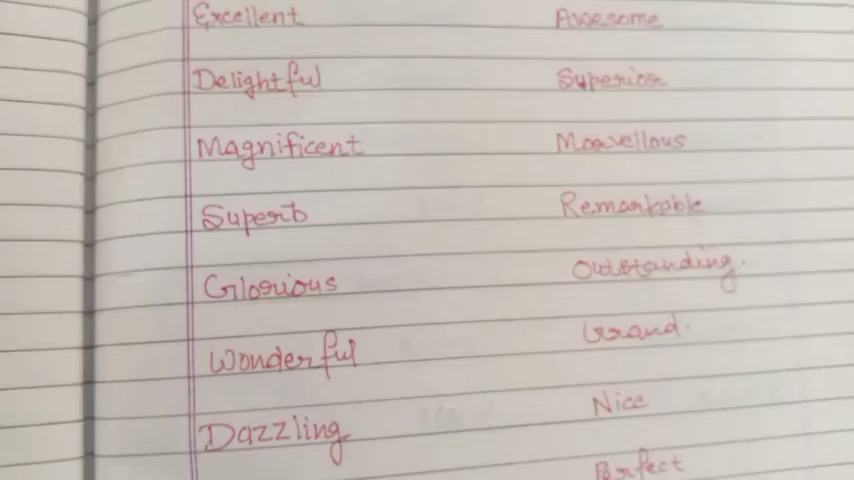 Excellent Awesome
Delightful Superior
Magnificent Marvellous
Superb Remarkable
Glorious Outstanding.
Wonderful Grand.
Dazzling Nice
Perfect